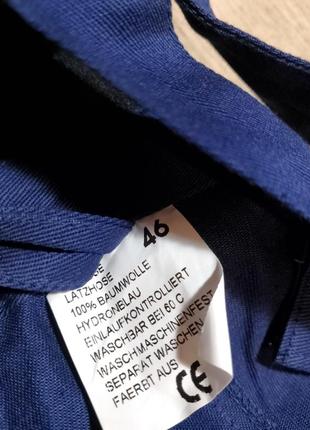 46
LATZHOSE
100% BAUMWOLLE
HYDRONBLAU
EINLAUFKONTROLLIERT
WASCHBAR BEI 60 C
WASCHMASCHINENFEST
SEPARAT WASCHEN
FAERBT AUS
CE